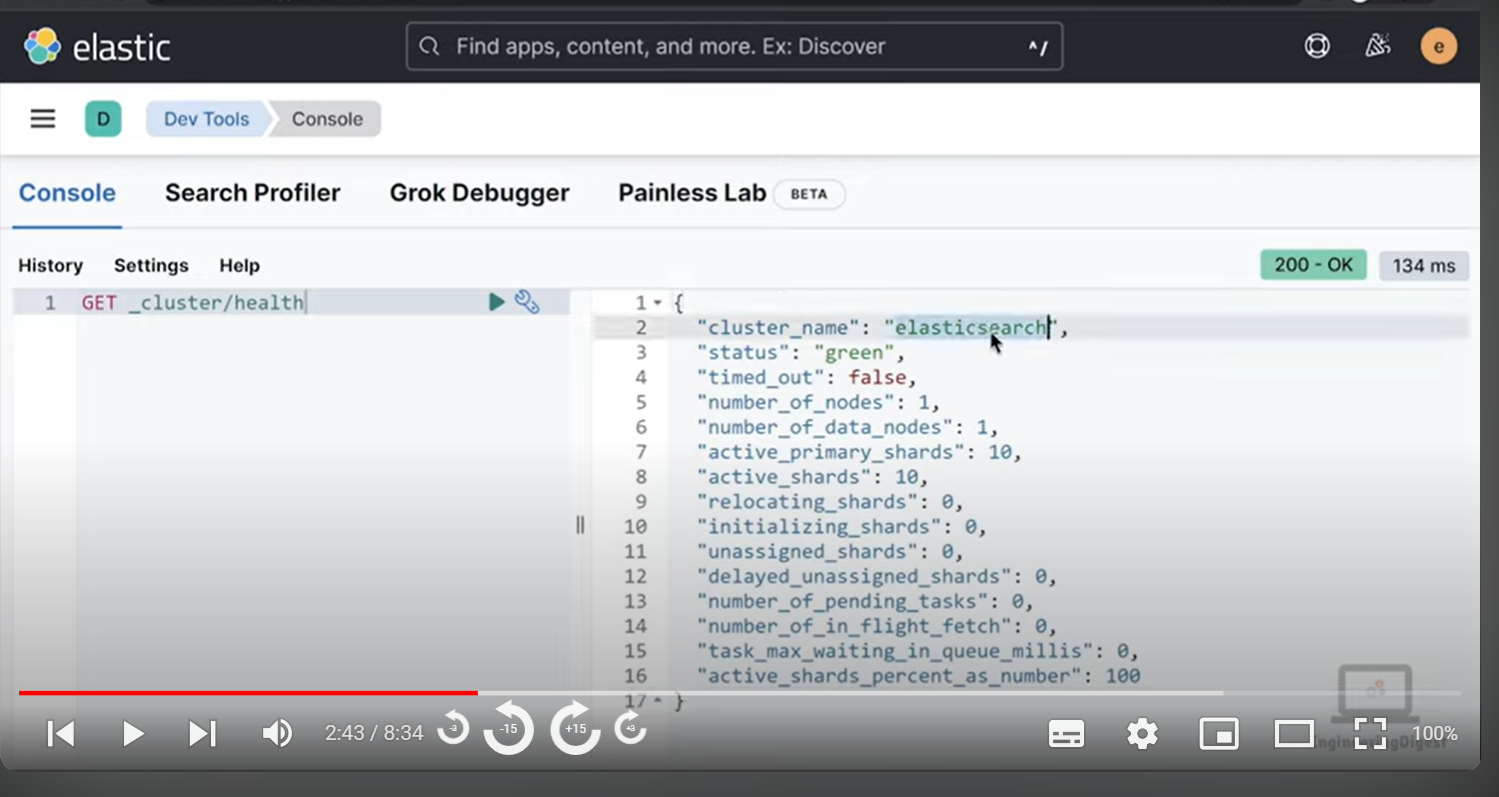 elastic
Find apps, content, and more. Ex: Discover ^/
e
D Dev Tools Console
Console Search Profiler Grok Debugger Painless Lab BETA
History Settings Help
200 - OK 134 ms
1 GET _cluster/health
1 {
2 "cluster_name": "elasticsearch",
3 "status": "green",
4 "timed_out": false,
5 "number_of_nodes": 1,
6 "number_of_data_nodes": 1,
7 "active_primary_shards": 10,
8 "active_shards": 10,
9 "relocating_shards": 0,
10 "initializing_shards": 0,
11 "unassigned_shards": 0,
12 "delayed_unassigned_shards": 0,
13 "number_of_pending_tasks": 0,
14 "number_of_in_flight_fetch": 0,
15 "task_max_waiting_in_queue_millis": 0,
16 "active_shards_percent_as_number": 100
17 }
2:43 / 8:34 -3 -15 +15 +3 100%